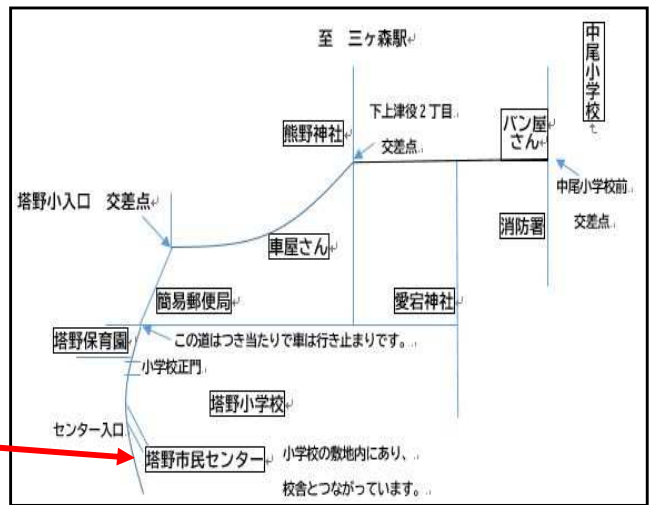 至 三ヶ森駅
中尾小学校
下上津役2丁目
交差点
熊野神社
パン屋
さん
中尾小学校前
交差点
塔野小入口 交差点
車屋さん
消防署
簡易郵便局
愛宕神社
塔野保育園
この道はつき当たりで車は行き止まりです。
小学校正門
塔野小学校
センター入口
塔野市民センター
小学校の敷地内にあり、
校舎とつながっています。